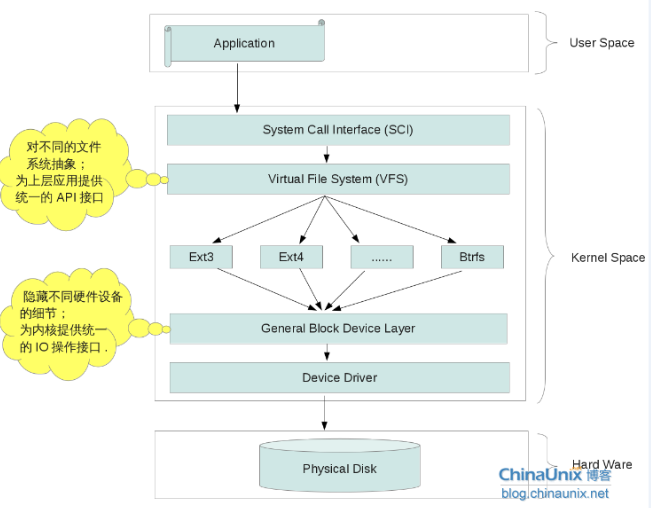 Application
User Space
System Call Interface (SCI)
对不同的文件
系统抽象；
为上层应用提供
统一的 API 接口
Virtual File System (VFS)
Ext3
Ext4
......
Btrfs
Kernel Space
隐藏不同硬件设备
的细节；
为内核提供统一
的 IO 操作接口 .
General Block Device Layer
Device Driver
Physical Disk
Hard Ware
ChinaUnix 博客
blog.chinaunix.net